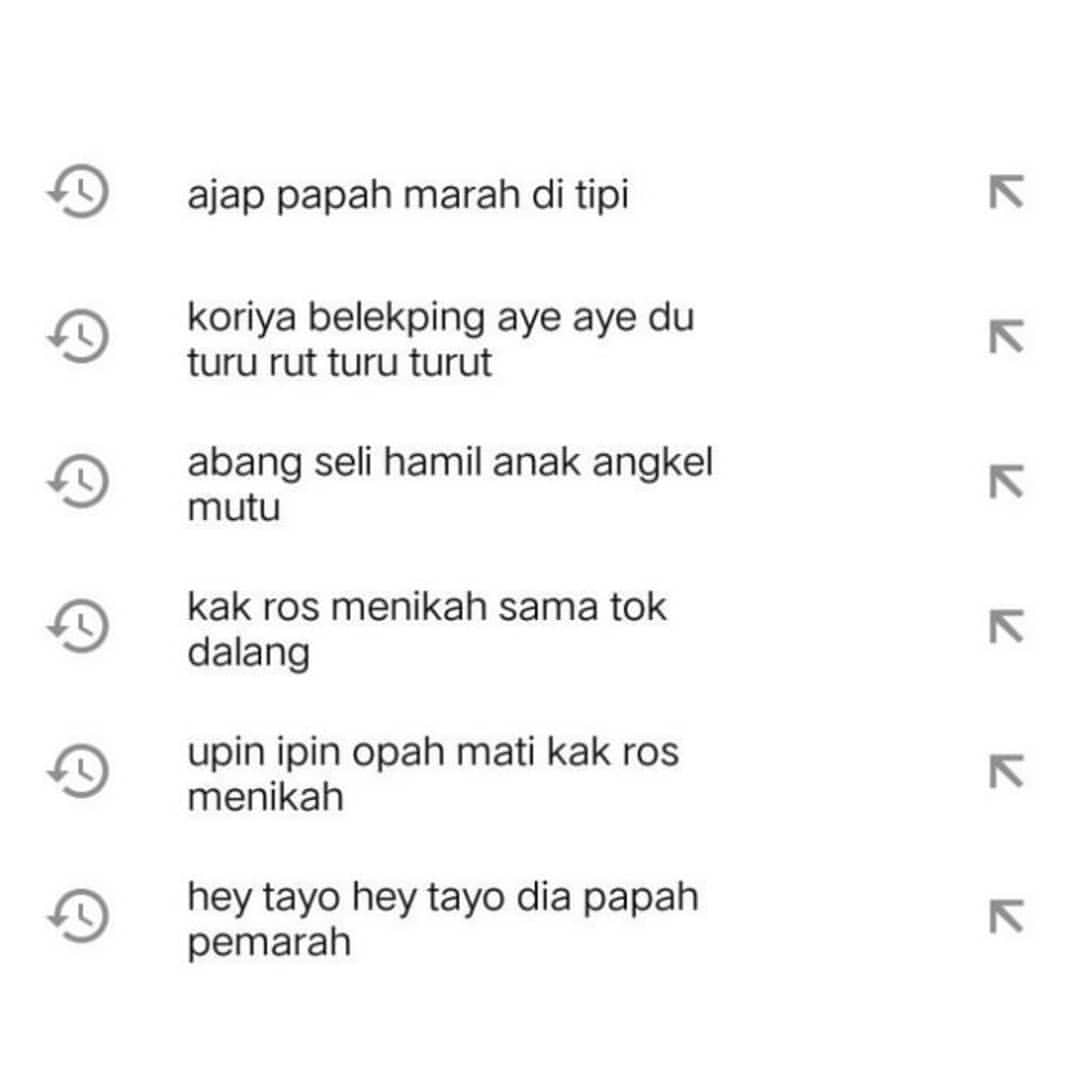 ajap papah marah di tipi
koriya belekping aye aye du
turu rut turu turut
abang seli hamil anak angkel
mutu
kak ros menikah sama tok
dalang
upin ipin opah mati kak ros
menikah
hey tayo hey tayo dia papah
pemarah